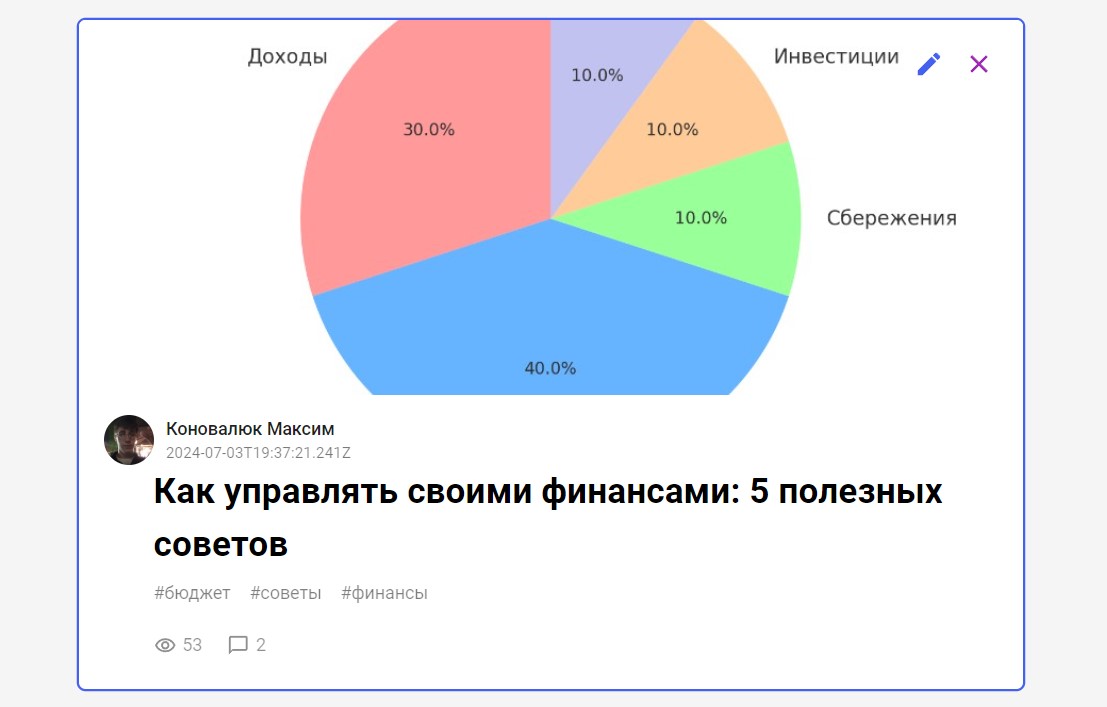 Доходы
Инвестиции
10.0%
30.0%
10.0%
10.0%
Сбережения
40.0%
Коновалюк Максим
2024-07-03T19:37:21.241Z
Как управлять своими финансами: 5 полезных
советов
#бюджет #советы #финансы
53 2